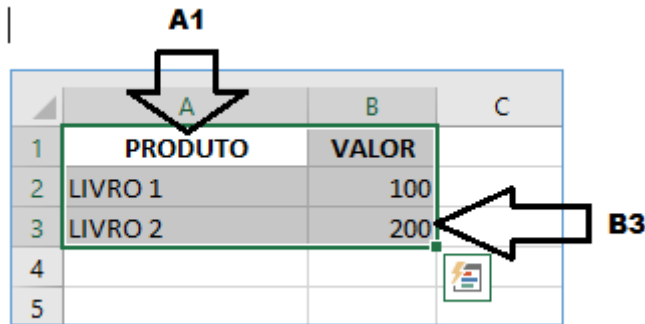 A1
A B C
1 PRODUTO VALOR
2 LIVRO 1 100
3 LIVRO 2 200 B3
4
5